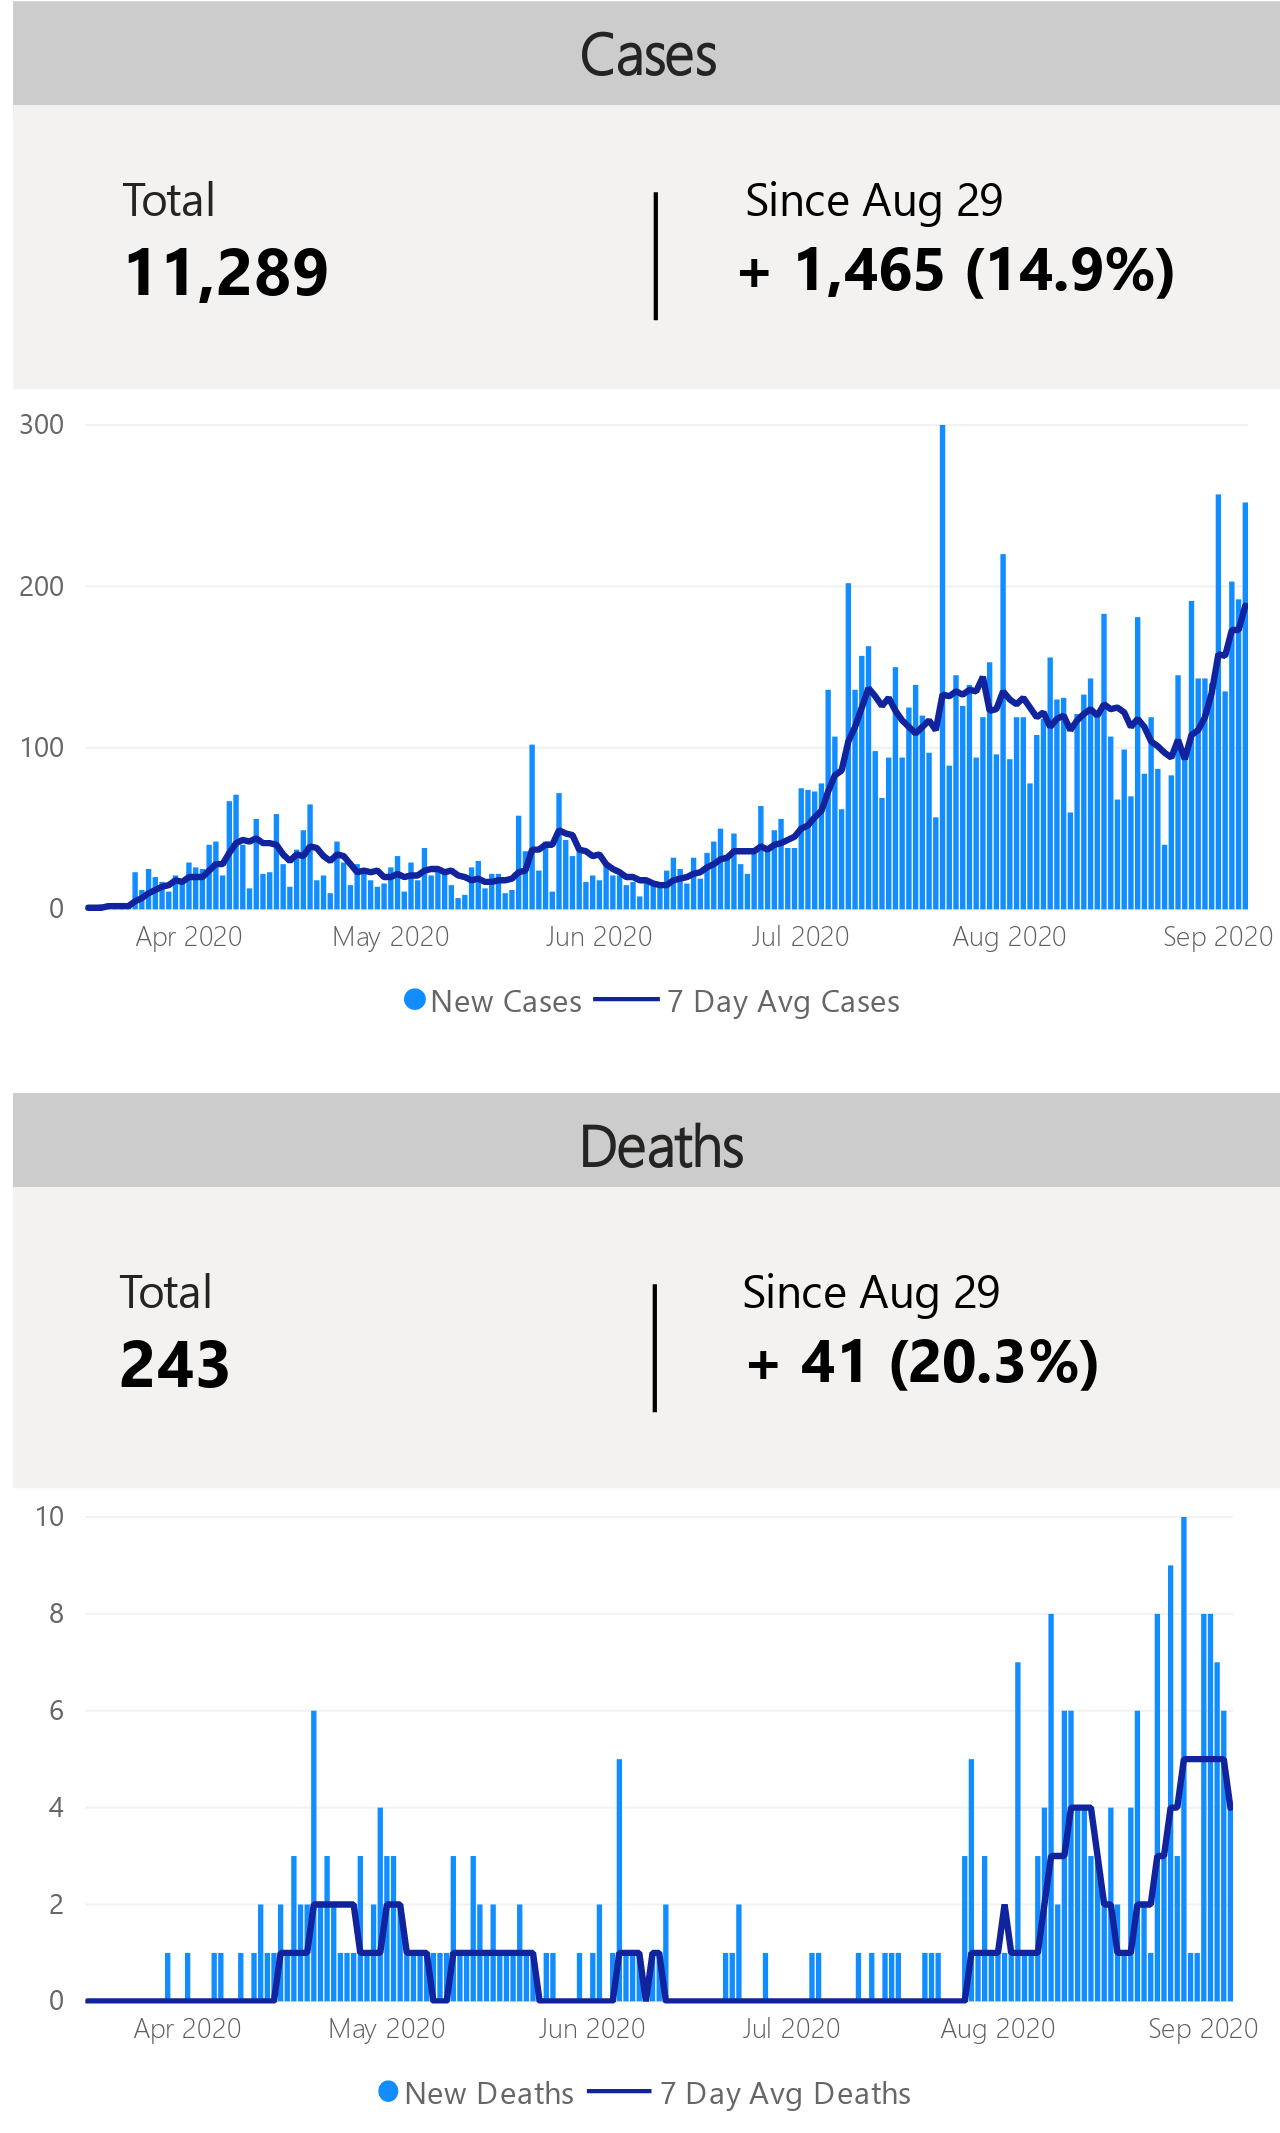 Cases
Total
Since Aug 29
11,289
+ 1,465 (14.9%)
300
200
100
0
Apr 2020 May 2020 Jun 2020 Jul 2020 Aug 2020 Sep 2020
New Cases 7 Day Avg Cases
Deaths
Total
Since Aug 29
243
+ 41 (20.3%)
10
8
6
4
2
0
Apr 2020 May 2020 Jun 2020 Jul 2020 Aug 2020 Sep 2020
New Deaths 7 Day Avg Deaths